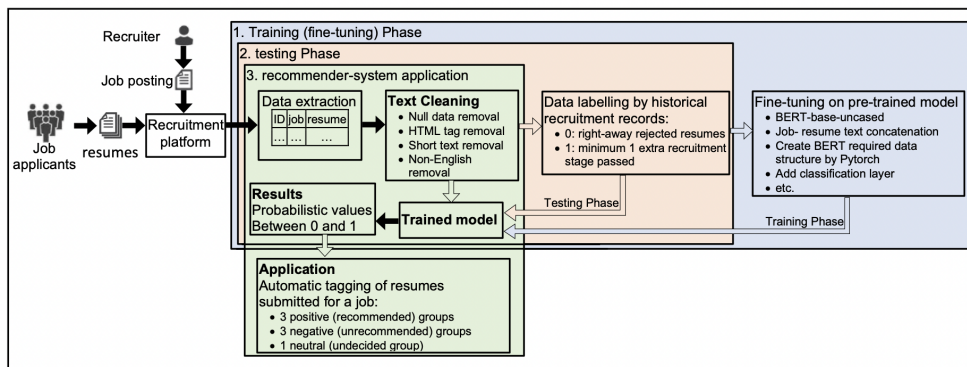 1. Training (fine-tuning) Phase
Recruiter
2. testing Phase
Job posting
3. recommender-system application
Data extraction
ID job resume
... ... ...
Text Cleaning
• Null data removal
• HTML tag removal
• Short text removal
• Non-English
removal
Data labelling by historical
recruitment records:
• 0: right-away rejected resumes
• 1: minimum 1 extra recruitment
stage passed
Fine-tuning on pre-trained model
• BERT-base-uncased
• Job- resume text concatenation
• Create BERT required data
structure by Pytorch
• Add classification layer
• etc.
Job
applicants
resumes
Recruitment
platform
Results
Probabilistic values
Between 0 and 1
Trained model
Testing Phase
Training Phase
Application
Automatic tagging of resumes
submitted for a job:
• 3 positive (recommended) groups
• 3 negative (unrecommended) groups
• 1 neutral (undecided group)